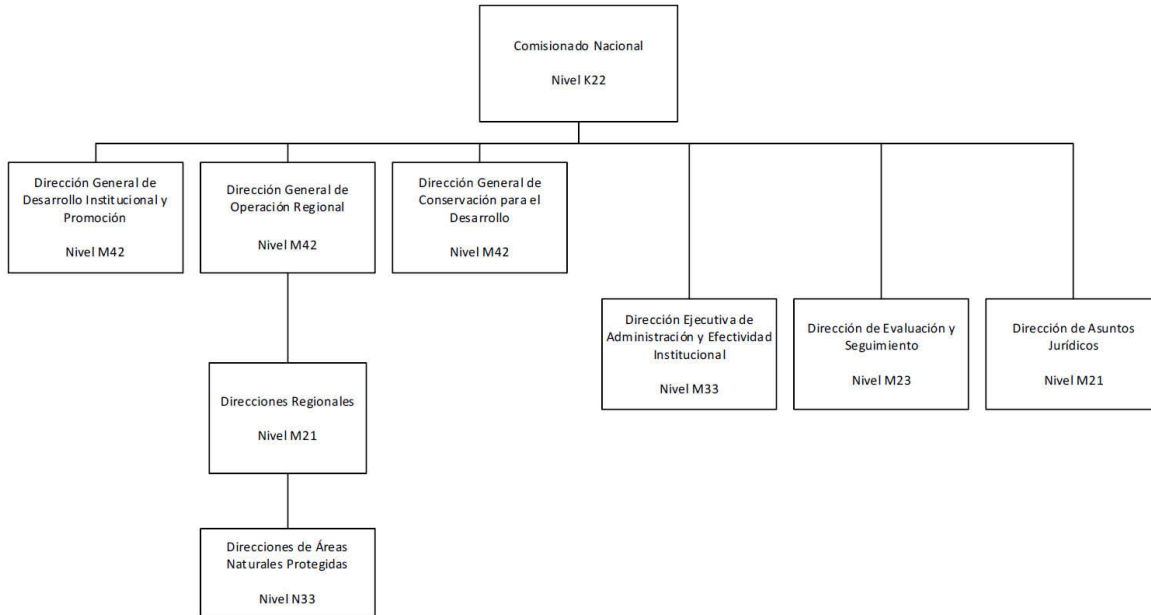 Comisionado Nacional
Nivel K22
Dirección General de
Desarrollo Institucional y
Promoción
Nivel M42
Dirección General de
Operación Regional
Nivel M42
Dirección General de
Conservación para el
Desarrollo
Nivel M42
Dirección Ejecutiva de
Administración y Efectividad
Institucional
Nivel M33
Dirección de Evaluación y
Seguimiento
Nivel M23
Dirección de Asuntos
Jurídicos
Nivel M21
Direcciones Regionales
Nivel M21
Direcciones de Áreas
Naturales Protegidas
Nivel N33